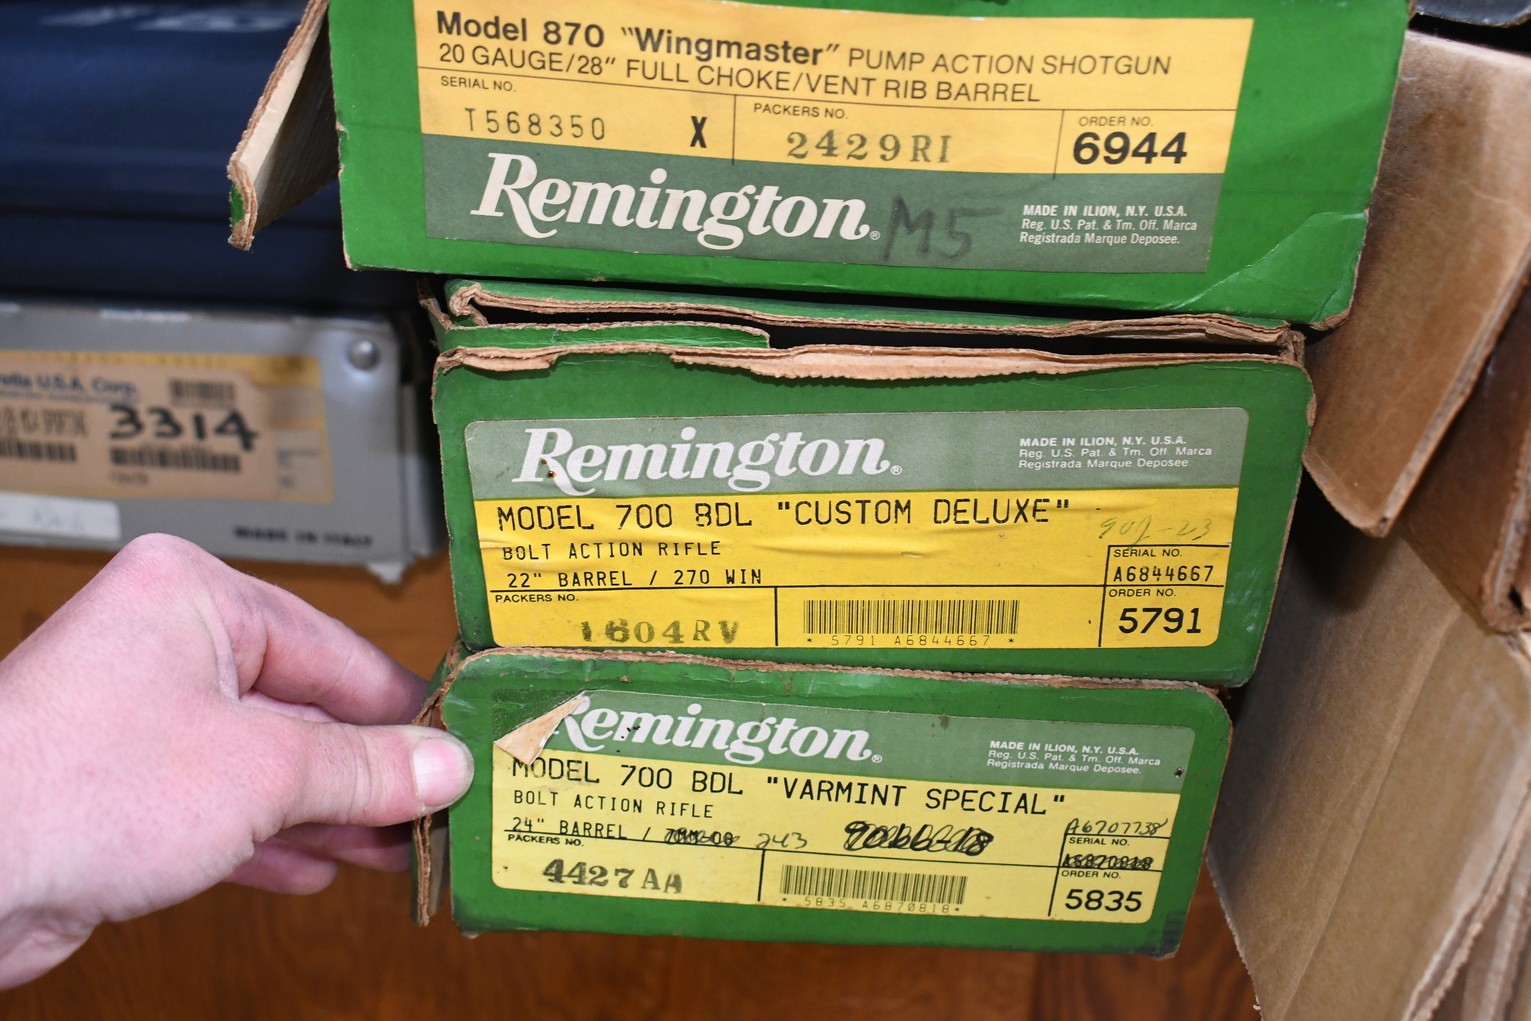 Model 870 "Wingmaster" PUMP ACTION SHOTGUN
20 GAUGE/28" FULL CHOKE/VENT RIB BARREL
SERIAL NO.
T568350 X
PACKERS NO.
2429RI
ORDER NO.
6944
Remington®
M5
MADE IN ILION, N.Y. U.S.A.
Reg. U.S. Pat. & Tm. Off. Marca
Registrada Marque Deposee.
U.S.A. Corp.
3314
MADE IN ITALY
Remington®
MADE IN ILION, N.Y. U.S.A.
Reg. U.S. Pat. & Tm. Off. Marca
Registrada Marque Deposee
MODEL 700 BDL "CUSTOM DELUXE"
BOLT ACTION RIFLE
22" BARREL / 270 WIN
SERIAL NO.
A6844667
PACKERS NO.
1604RV
* 5791 A6844667 *
ORDER NO.
5791
Remington®
MADE IN ILION, N.Y. U.S.A.
Reg. U.S. Pat. & Tm. Off. Marca
Registrada Marque Deposee.
MODEL 700 BDL "VARMINT SPECIAL"
BOLT ACTION RIFLE
24" BARREL / 7MM-08 243
A6707738
SERIAL NO.
PACKERS NO.
4427AA
* 5835 A6870818 *
ORDER NO.
5835